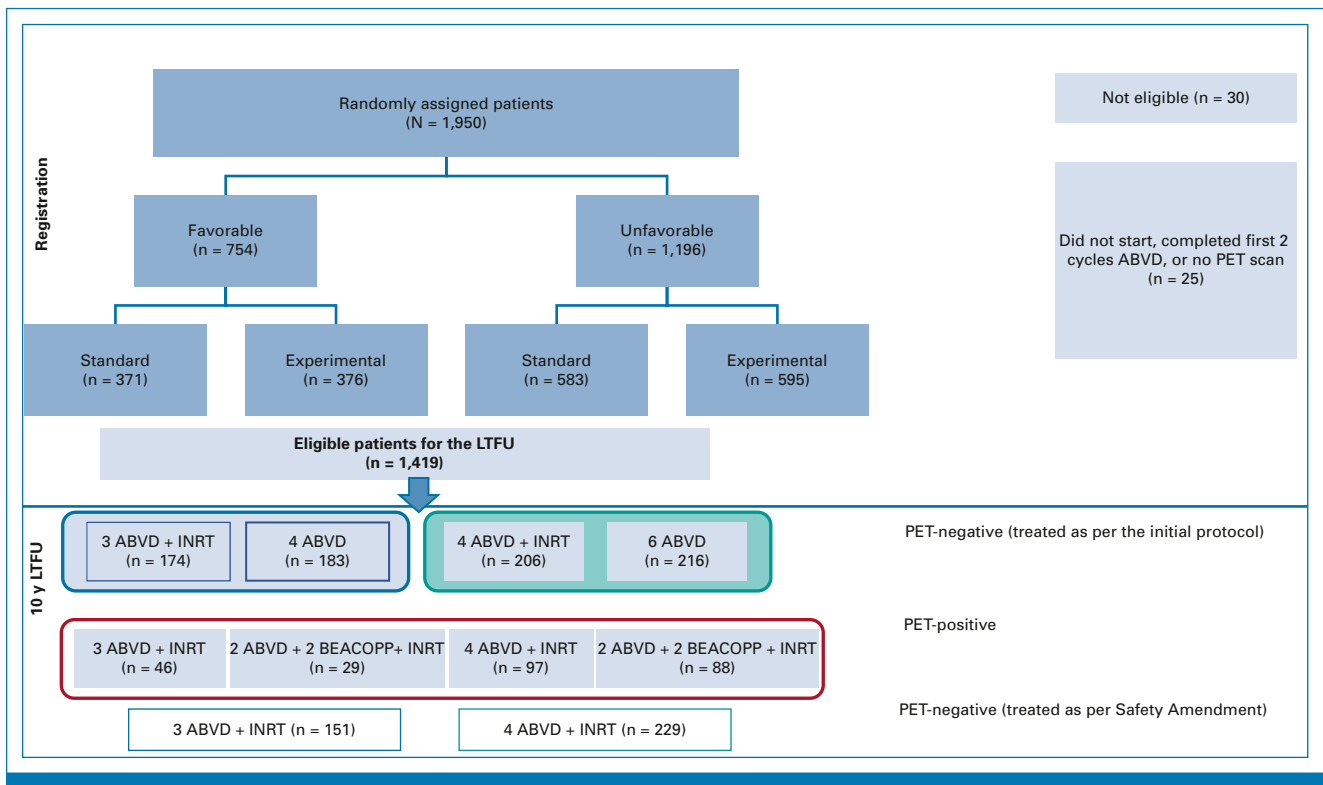 Registration
Randomly assigned patients
(N = 1,950)
Not eligible (n = 30)
Favorable
(n = 754)
Unfavorable
(n = 1,196)
Did not start, completed first 2
cycles ABVD, or no PET scan
(n = 25)
Standard
(n = 371)
Experimental
(n = 376)
Standard
(n = 583)
Experimental
(n = 595)
Eligible patients for the LTFU
(n = 1,419)
10 y LTFU
3 ABVD + INRT
(n = 174)
4 ABVD
(n = 183)
4 ABVD + INRT
(n = 206)
6 ABVD
(n = 216)
PET-negative (treated as per the initial protocol)
3 ABVD + INRT
(n = 46)
2 ABVD + 2 BEACOPP+ INRT
(n = 29)
4 ABVD + INRT
(n = 97)
2 ABVD + 2 BEACOPP + INRT
(n = 88)
PET-positive
3 ABVD + INRT (n = 151)
4 ABVD + INRT (n = 229)
PET-negative (treated as per Safety Amendment)